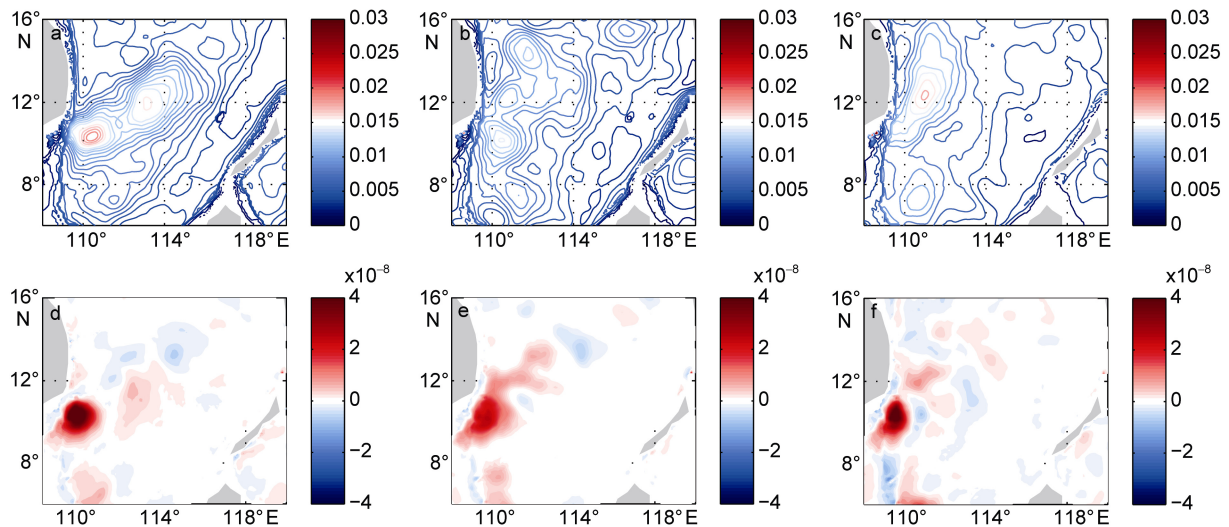 16° N 12° 8° a 110° 114° 118° E 0.03 0.025 0.02 0.015 0.01 0.005 0
16° N 12° 8° b 110° 114° 118° E 0.03 0.025 0.02 0.015 0.01 0.005 0
16° N 12° 8° c 110° 114° 118° E 0.03 0.025 0.02 0.015 0.01 0.005 0
16° N 12° 8° d 110° 114° 118° E x10⁻⁸ 4 2 0 −2 −4
16° N 12° 8° e 110° 114° 118° E x10⁻⁸ 4 2 0 −2 −4
16° N 12° 8° f 110° 114° 118° E x10⁻⁸ 4 2 0 −2 −4